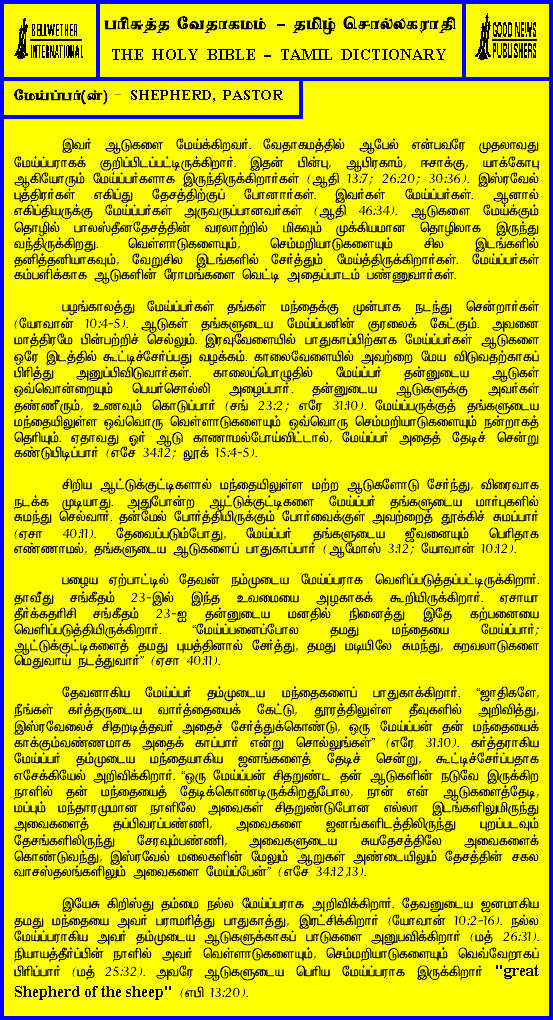 BELLWETHER
INTERNATIONAL
பரிசுத்த வேதாகமம் - தமிழ் சொல்லகராதி
THE HOLY BIBLE - TAMIL DICTIONARY
GOOD NEWS
PUBLISHERS
மேய்ப்பர்(ன்) - SHEPHERD, PASTOR
இவர் ஆடுகளை மேய்க்கிறவர். வேதாகமத்தில் ஆபேல் என்பவரே முதலாவது
மேய்ப்பராகக் குறிப்பிடப்பட்டிருக்கிறார். இதன் பின்பு, ஆபிரகாம், ஈசாக்கு, யாக்கோபு
ஆகியோரும் மேய்ப்பர்களாக இருந்திருக்கிறார்கள் (ஆதி 13:7; 26:20; 30:36). இஸ்ரவேல்
புத்திரர்கள் எகிப்து தேசத்திற்குப் போனார்கள். இவர்கள் மேய்ப்பர்கள். ஆனால்
எகிப்தியருக்கு மேய்ப்பர்கள் அருவருப்பானவர்கள் (ஆதி 46:34). ஆடுகளை மேய்க்கும்
தொழில் பாலஸ்தீனதேசத்தின் வரலாற்றில் மிகவும் முக்கியமான தொழிலாக இருந்து
வந்திருக்கிறது. வெள்ளாடுகளையும், செம்மறியாடுகளையும் சில இடங்களில்
தனித்தனியாகவும், வேறுசில இடங்களில் சேர்த்தும் மேய்த்திருக்கிறார்கள். மேய்ப்பர்கள்
கம்பளிக்காக ஆடுகளின் ரோமங்களை வெட்டி அதைப்பாடம் பண்ணுவார்கள்.
பழங்காலத்து மேய்ப்பர்கள் தங்கள் மந்தைக்கு முன்பாக நடந்து சென்றார்கள்
(யோவான் 10:4-5). ஆடுகள் தங்களுடைய மேய்ப்பனின் குரலைக் கேட்கும். அவனை
மாத்திரமே பின்பற்றிச் செல்லும். இரவுவேளையில் பாதுகாப்பிற்காக மேய்ப்பர்கள் ஆடுகளை
ஒரே இடத்தில் கூட்டிச்சேர்ப்பது வழக்கம். காலைவேளையில் அவற்றை மேய விடுவதற்காகப்
பிரித்து அனுப்பிவிடுவார்கள். காலைப்பொழுதில் மேய்ப்பர் தன்னுடைய ஆடுகள்
ஒவ்வொன்றையும் பெயர்சொல்லி அழைப்பார். தன்னுடைய ஆடுகளுக்கு அவர்கள்
தண்ணீரும், உணவும் கொடுப்பார் (சங் 23:2; எரே 31:10). மேய்ப்பருக்குத் தங்களுடைய
மந்தையிலுள்ள ஒவ்வொரு வெள்ளாடுகளையும் ஒவ்வொரு செம்மறியாடுகளையும் நன்றாகத்
தெரியும். ஏதாவது ஓர் ஆடு காணாமல்போய்விட்டால், மேய்ப்பர் அதைத் தேடிச் சென்று
கண்டுபிடிப்பார் (எசே 34:12; லூக் 15:4-5).
சிறிய ஆட்டுக்குட்டிகளால் மந்தையிலுள்ள மற்ற ஆடுகளோடு சேர்ந்து, விரைவாக
நடக்க முடியாது. அதுபோன்ற ஆட்டுக்குட்டிகளை மேய்ப்பர் தங்களுடைய மார்புகளில்
சுமந்து செல்வார். தன்மேல் போர்த்தியிருக்கும் போர்வைக்குள் அவற்றைத் தூக்கிச் சுமப்பார்
(ஏசா 40:11). தேவைப்படும்போது, மேய்ப்பர் தங்களுடைய ஜீவனையும் பெரிதாக
எண்ணாமல், தங்களுடைய ஆடுகளைப் பாதுகாப்பார் (ஆமோஸ் 3:12; யோவான் 10:12).
பழைய ஏற்பாட்டில் தேவன் நம்முடைய மேய்ப்பராக வெளிப்படுத்தப்பட்டிருக்கிறார்.
தாவீது சங்கீதம் 23-இல் இந்த உவமையை அழகாகக் கூறியிருக்கிறார். ஏசாயா
தீர்க்கதரிசி சங்கீதம் 23-ஐ தன்னுடைய மனதில் நினைத்து இதே கற்பனையை
வெளிப்படுத்தியிருக்கிறார். "மேய்ப்பனைப்போல தமது மந்தையை மேய்ப்பார்;
ஆட்டுக்குட்டிகளைத் தமது புயத்தினால் சேர்த்து, தமது மடியிலே சுமந்து, கறவலாடுகளை
மெதுவாய் நடத்துவார்" (ஏசா 40:11).
தேவனாகிய மேய்ப்பர் தம்முடைய மந்தைகளைப் பாதுகாக்கிறார். "ஜாதிகளே,
நீங்கள் கர்த்தருடைய வார்த்தையைக் கேட்டு, தூரத்திலுள்ள தீவுகளில் அறிவித்து,
இஸ்ரவேலைச் சிதறடித்தவர் அதைச் சேர்த்துக்கொண்டு, ஒரு மேய்ப்பன் தன் மந்தையைக்
காக்கும்வண்ணமாக அதைக் காப்பார் என்று சொல்லுங்கள்" (எரே 31:10). கர்த்தராகிய
மேய்ப்பர் தம்முடைய மந்தையாகிய ஜனங்களைத் தேடிச் சென்று, கூட்டிச்சேர்ப்பதாக
எசேக்கியேல் அறிவிக்கிறார். "ஒரு மேய்ப்பன் சிதறுண்ட தன் ஆடுகளின் நடுவே இருக்கிற
நாளில் தன் மந்தையைத் தேடிக்கொண்டிருக்கிறதுபோல, நான் என் ஆடுகளைத்தேடி,
மப்பும் மந்தாரமுமான நாளிலே அவைகள் சிதறுண்டுபோன எல்லா இடங்களிலுமிருந்து
அவைகளைத் தப்பிவரப்பண்ணி, அவைகளை ஜனங்களிடத்திலிருந்து புறப்படவும்
தேசங்களிலிருந்து சேரவும்பண்ணி, அவைகளுடைய சுயதேசத்திலே அவைகளைக்
கொண்டுவந்து, இஸ்ரவேல் மலைகளின் மேலும் ஆறுகள் அண்டையிலும் தேசத்தின் சகல
வாசஸ்தலங்களிலும் அவைகளை மேய்ப்பேன்" (எசே 34:12,13).
இயேசு கிறிஸ்து தம்மை நல்ல மேய்ப்பராக அறிவிக்கிறார். தேவனுடைய ஜனமாகிய
தமது மந்தையை அவர் பராமரித்து பாதுகாத்து, இரட்சிக்கிறார் (யோவான் 10:2-16). நல்ல
மேய்ப்பராகிய அவர் தம்முடைய ஆடுகளுக்காகப் பாடுகளை அனுபவிக்கிறார் (மத் 26:31).
நியாயத்தீர்ப்பின் நாளில் அவர் வெள்ளாடுகளையும், செம்மறியாடுகளையும் வெவ்வேறாகப்
பிரிப்பார் (மத் 25:32). அவரே ஆடுகளுடைய பெரிய மேய்ப்பராக இருக்கிறார் "great
Shepherd of the sheep" (எபி 13:20).